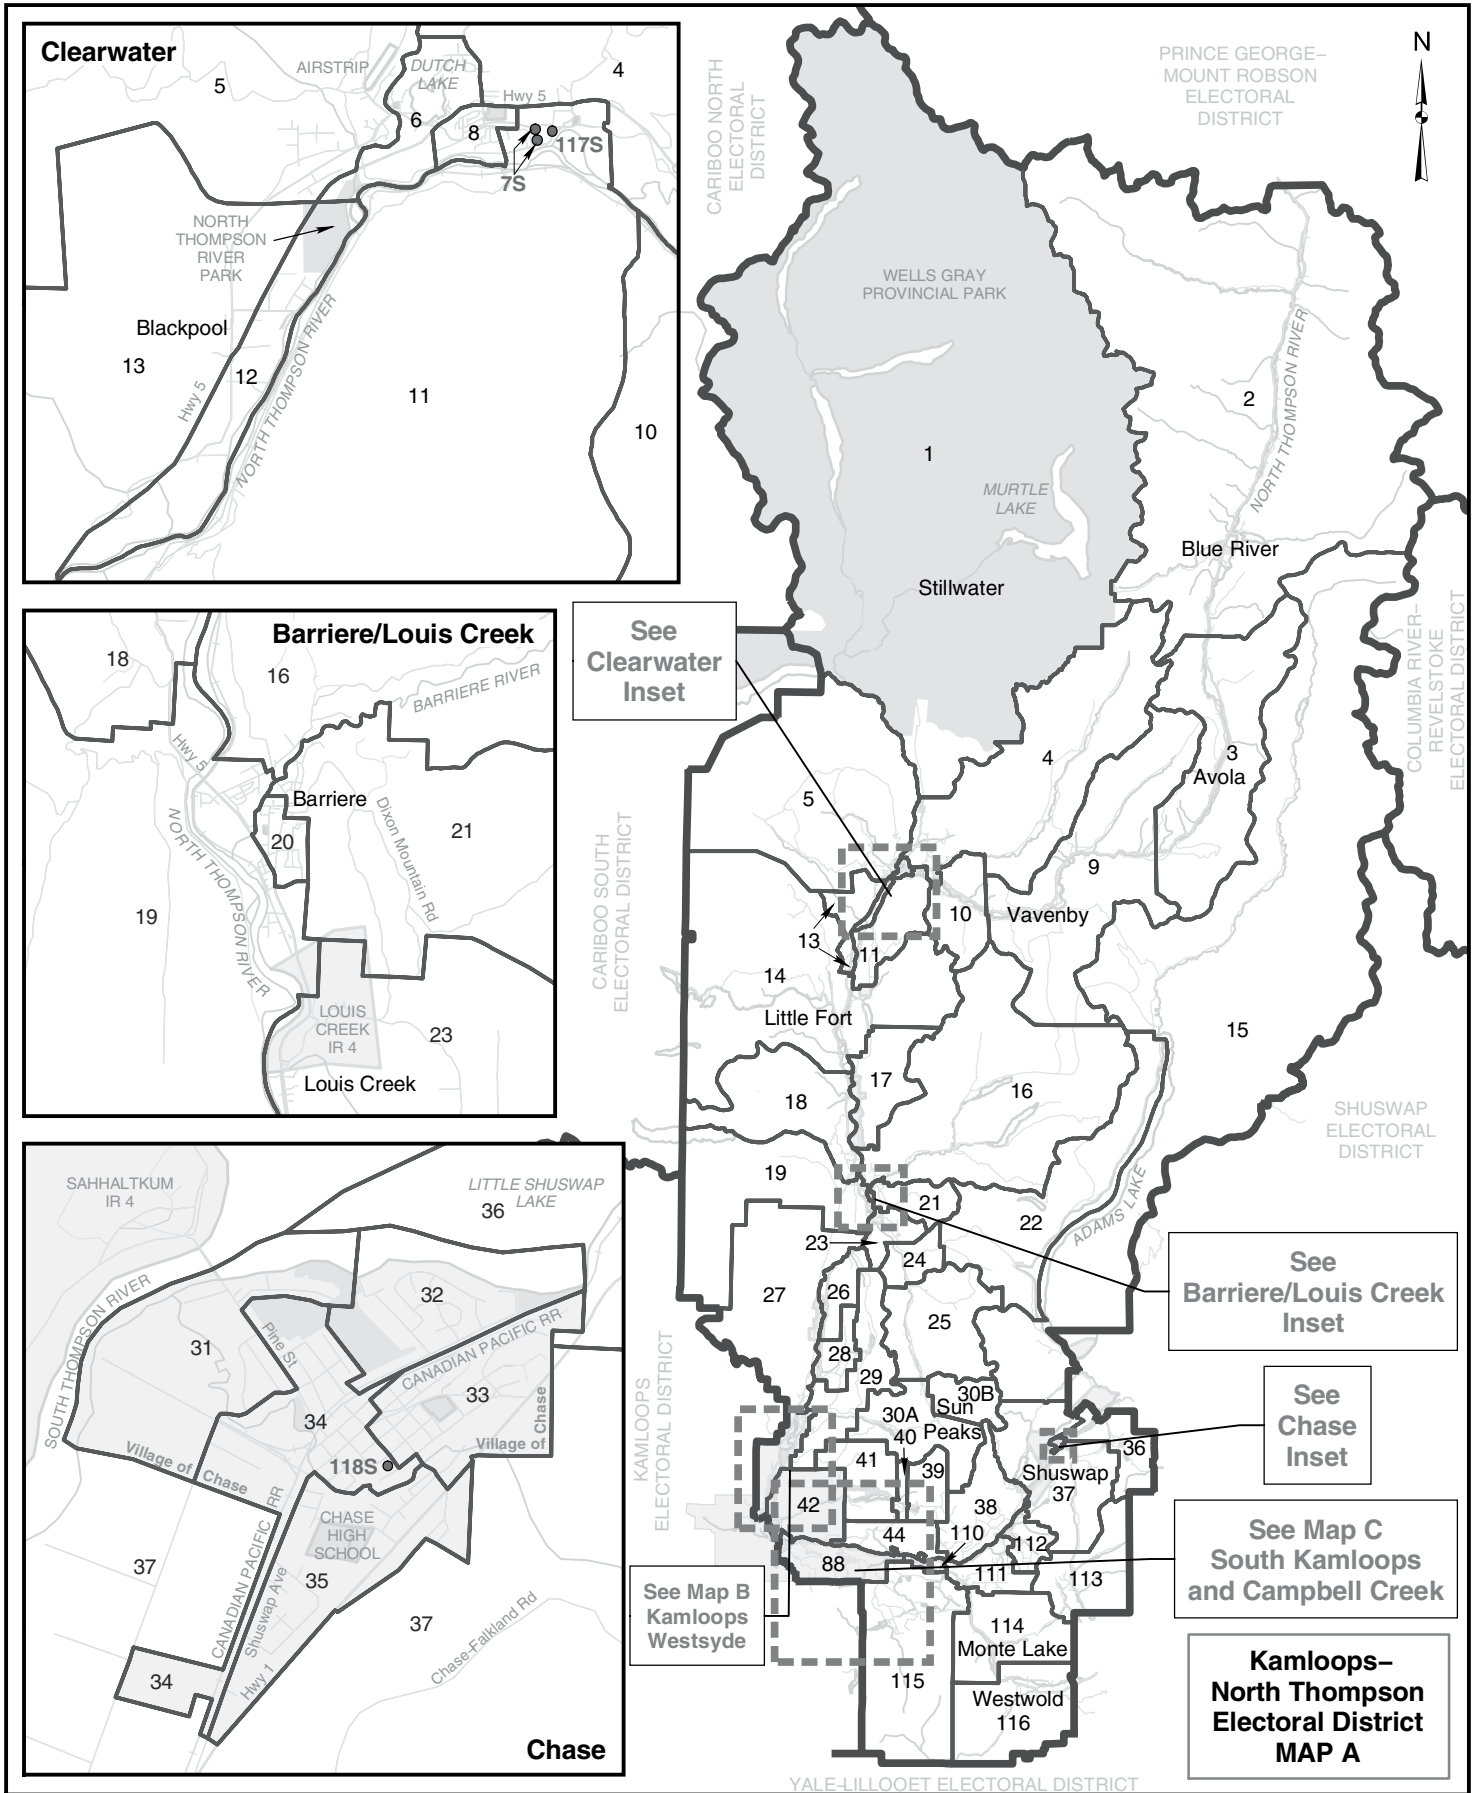 Clearwater
5
AIRSTRIP
DUTCH
LAKE
4
Hwy 5
6
8
117S
7S
NORTH
THOMPSON
RIVER
PARK
Blackpool
13
12
Hwy 5
NORTH THOMPSON RIVER
11
10
Barriere/Louis Creek
18
16
BARRIERE RIVER
Hwy 5
Barriere
20
Dixon Mountain Rd
21
NORTH THOMPSON RIVER
19
LOUIS
CREEK
IR 4
23
Louis Creek
SAHHALTKUM
IR 4
LITTLE SHUSWAP
LAKE
36
SOUTH THOMPSON RIVER
32
31
Pine St
CANADIAN PACIFIC RR
33
34
Village of Chase
Village of Chase
118S
CHASE
HIGH
SCHOOL
37
CANADIAN PACIFIC RR
Shuswap Ave
35
37
Chase-Falkland Rd
34
Hwy 1
Chase
N
PRINCE GEORGE–
MOUNT ROBSON
ELECTORAL
DISTRICT
CARIBOO NORTH
ELECTORAL
DISTRICT
WELLS GRAY
PROVINCIAL PARK
NORTH THOMPSON RIVER
2
1
MURTLE
LAKE
Blue River
Stillwater
COLUMBIA RIVER–
REVELSTOKE
ELECTORAL DISTRICT
See
Clearwater
Inset
4
3
Avola
5
CARIBOO SOUTH
ELECTORAL DISTRICT
9
10
Vavenby
13
11
14
Little Fort
15
17
16
18
SHUSWAP
ELECTORAL
DISTRICT
19
21
22
ADAMS LAKE
23
24
See
Barriere/Louis Creek
Inset
27
26
25
28
29
KAMLOOPS
ELECTORAL DISTRICT
30B
Sun
Peaks
30A
40
41
39
36
Shuswap
37
See
Chase
Inset
42
38
44
110
112
88
111
113
See Map C
South Kamloops
and Campbell Creek
See Map B
Kamloops
Westsyde
114
Monte Lake
115
Westwold
116
Kamloops–
North Thompson
Electoral District
MAP A
YALE-LILLOOET ELECTORAL DISTRICT